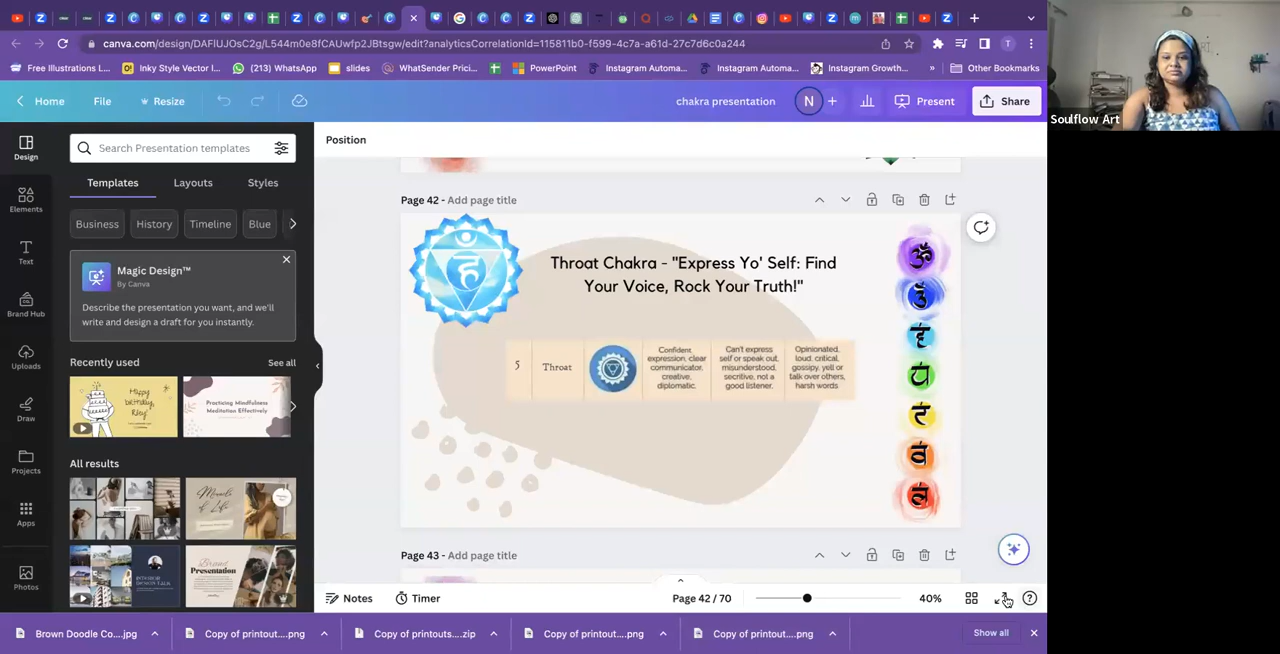 canva.com/design/DAFIUJOsC2g/L544m0e8fCAUwfp2JBtsgw/edit?analyticsCorrelationId=115811b0-f599-4c7a-a61d-27c7d6c0a244
Free Illustrations L...
Inky Style Vector I...
(213) WhatsApp
slides
WhatSender Pro...
PowerPoint
Instagram Automa...
Instagram Automa...
Instagram Growth...
»
Other Bookmarks
Home
File
Resize
chakra presentation
N
Present
Share
Soulflow Art
Design
Elements
Text
Brand Hub
Uploads
Draw
Projects
Apps
Photos
Search Presentation templates
Templates
Layouts
Styles
Business
History
Timeline
Blue
Magic Design™
By Canva
Describe the presentation you want, and we'll
write and design a draft for you instantly.
Recently used
See all
Happy
birthday,
Riley!
Practicing Mindfulness
Meditation Effectively
All results
Miracle
of Life
Brand
Presentation
Position
Page 42 - Add page title
Throat Chakra - "Express Yo' Self: Find
Your Voice, Rock Your Truth!"
5
Throat
Confident
expression, clear
communicator,
creative,
diplomatic.
Can't express
self or speak out,
misunderstood,
secritive, not a
good listener.
Opinionated,
loud, critical,
gossipy, yell or
talk over others,
harsh words
Page 43 - Add page title
Notes
Timer
Page 42 / 70
40%
Brown Doodle Co....jpg
Copy of printout....png
Copy of printouts....zip
Copy of printout....png
Copy of printout....png
Show all